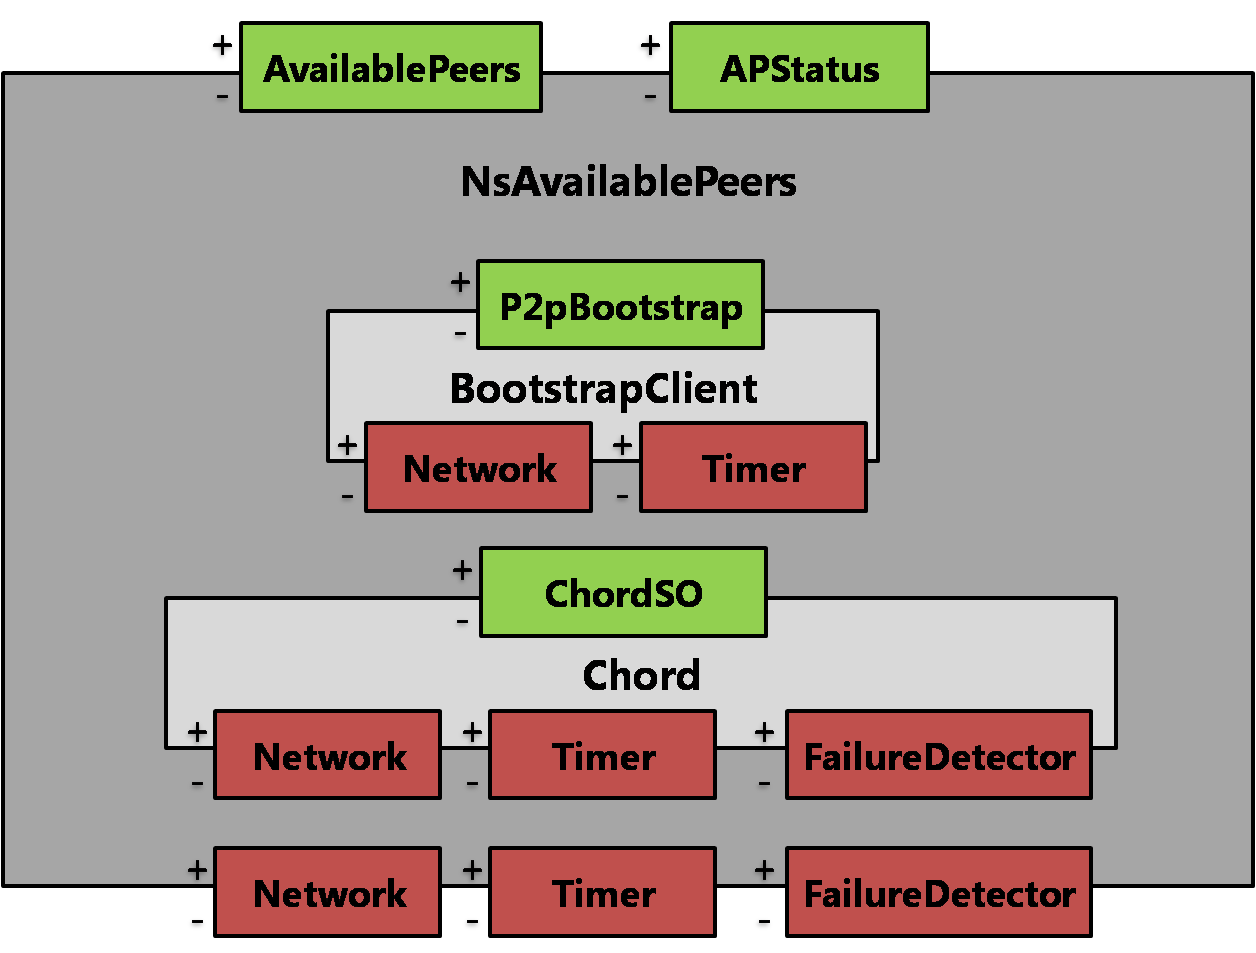 + AvailablePeers + APStatus
- -
NsAvailablePeers
+ P2pBootstrap
-
BootstrapClient
+ Network + Timer
- -
+ ChordSO
-
Chord
+ Network + Timer + FailureDetector
- - -
+ Network + Timer + FailureDetector
- - -